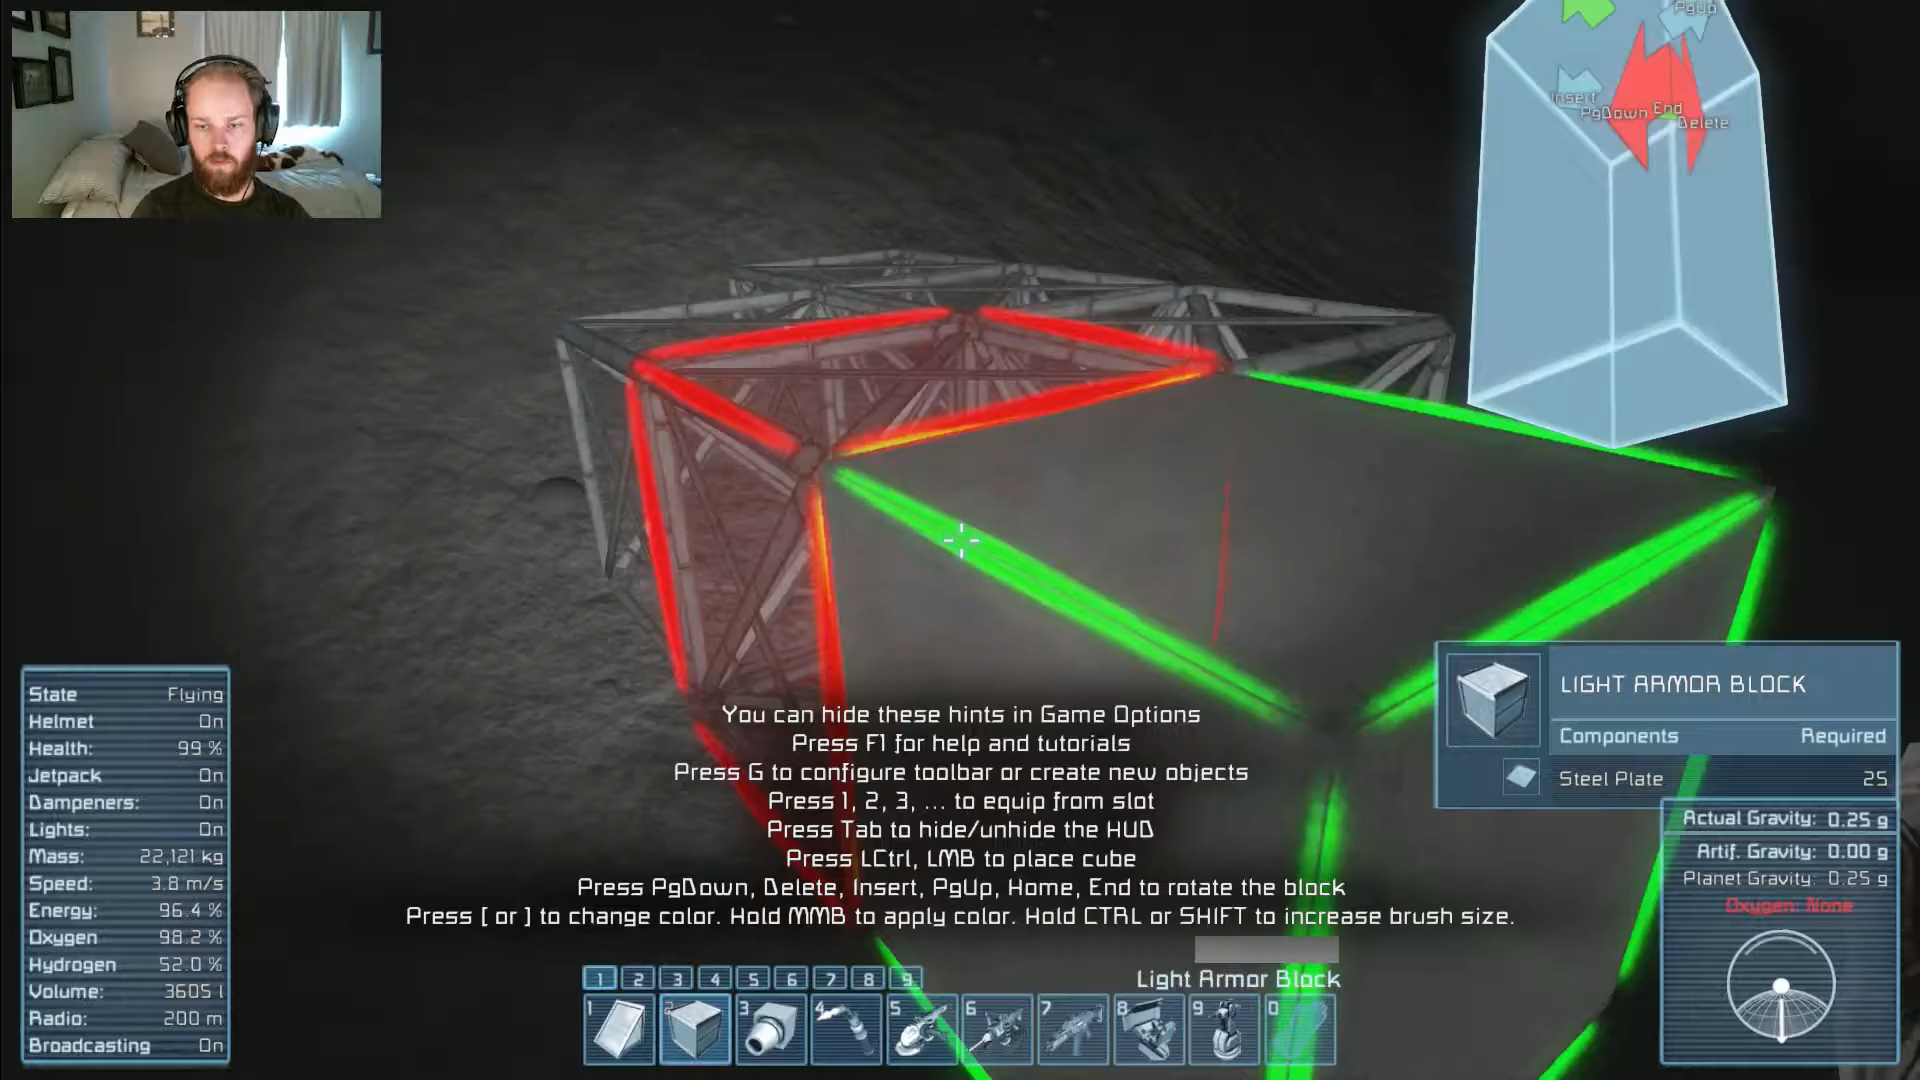 PgUp
Insert
PgDown End
Delete
State Flying
Helmet On
Health: 99 %
Jetpack On
Dampeners: On
Lights: On
Mass: 22,121 kg
Speed: 3.8 m/s
Energy: 96.4 %
Oxygen 98.2 %
Hydrogen 52.0 %
Volume: 3605 l
Radio: 200 m
Broadcasting On
You can hide these hints in Game Options
Press F1 for help and tutorials
Press G to configure toolbar or create new objects
Press 1, 2, 3, ... to equip from slot
Press Tab to hide/unhide the HUD
Press LCtrl, LMB to place cube
Press PgDown, Delete, Insert, PgUp, Home, End to rotate the block
Press [ or ] to change color. Hold MMB to apply color. Hold CTRL or SHIFT to increase brush size.
LIGHT ARMOR BLOCK
Components Required
Steel Plate 25
Actual Gravity: 0.25 g
Artif. Gravity: 0.00 g
Planet Gravity: 0.25 g
Oxygen: None
Light Armor Block
1 2 3 4 5 6 7 8 9
1 2 3 4 5 6 7 8 9 0